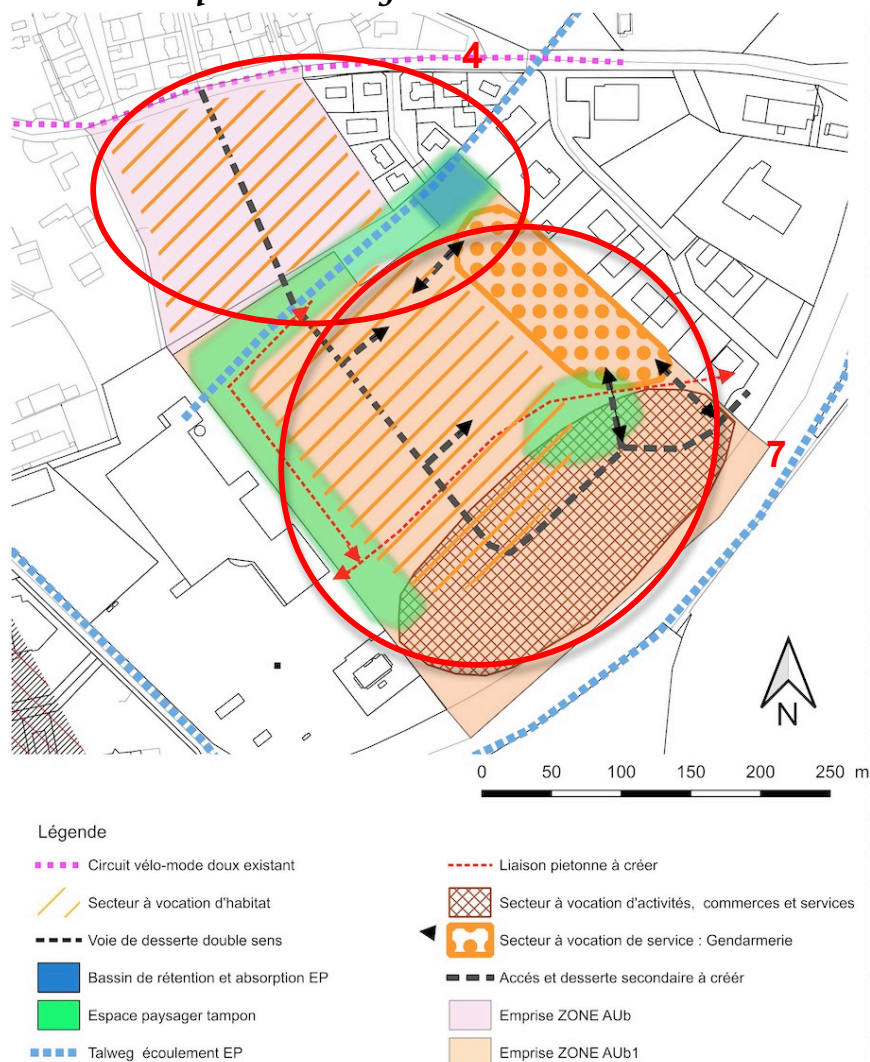 4
7
N
0 50 100 150 200 250 m
Légende
Circuit vélo-mode doux existant
Secteur à vocation d'habitat
Voie de desserte double sens
Bassin de rétention et absorption EP
Espace paysager tampon
Talweg écoulement EP
Liaison pietonne à créer
Secteur à vocation d'activités, commerces et services
Secteur à vocation de service : Gendarmerie
Accés et desserte secondaire à créér
Emprise ZONE AUb
Emprise ZONE AUb1